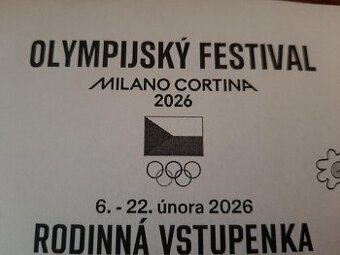 OLYMPIJSKÝ FESTIVAL
MILANO CORTINA
2026
6. - 22. února 2026
RODINNÁ VSTUPENKA